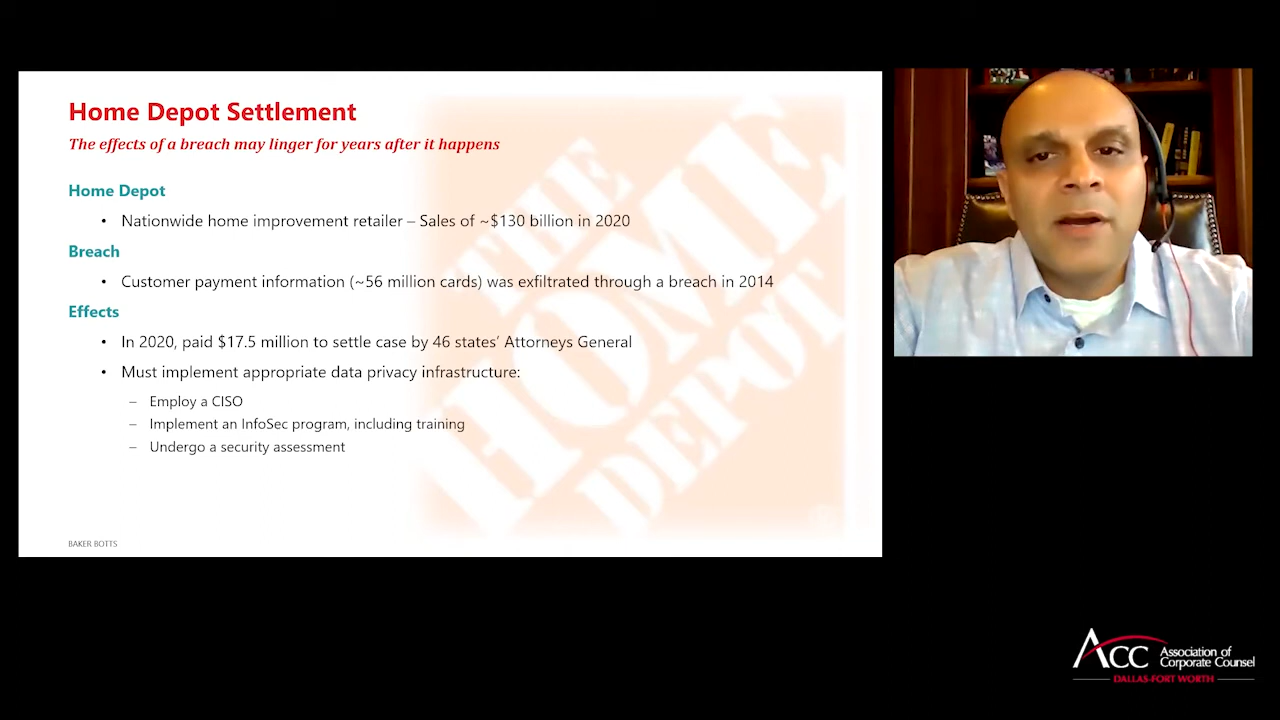 Home Depot Settlement
The effects of a breach may linger for years after it happens
Home Depot
• Nationwide home improvement retailer – Sales of ~$130 billion in 2020
Breach
• Customer payment information (~56 million cards) was exfiltrated through a breach in 2014
Effects
• In 2020, paid $17.5 million to settle case by 46 states’ Attorneys General
• Must implement appropriate data privacy infrastructure:
– Employ a CISO
– Implement an InfoSec program, including training
– Undergo a security assessment
THE
HOME
DEPOT
BAKER BOTTS
ACC Association of
Corporate Counsel
DALLAS-FORT WORTH